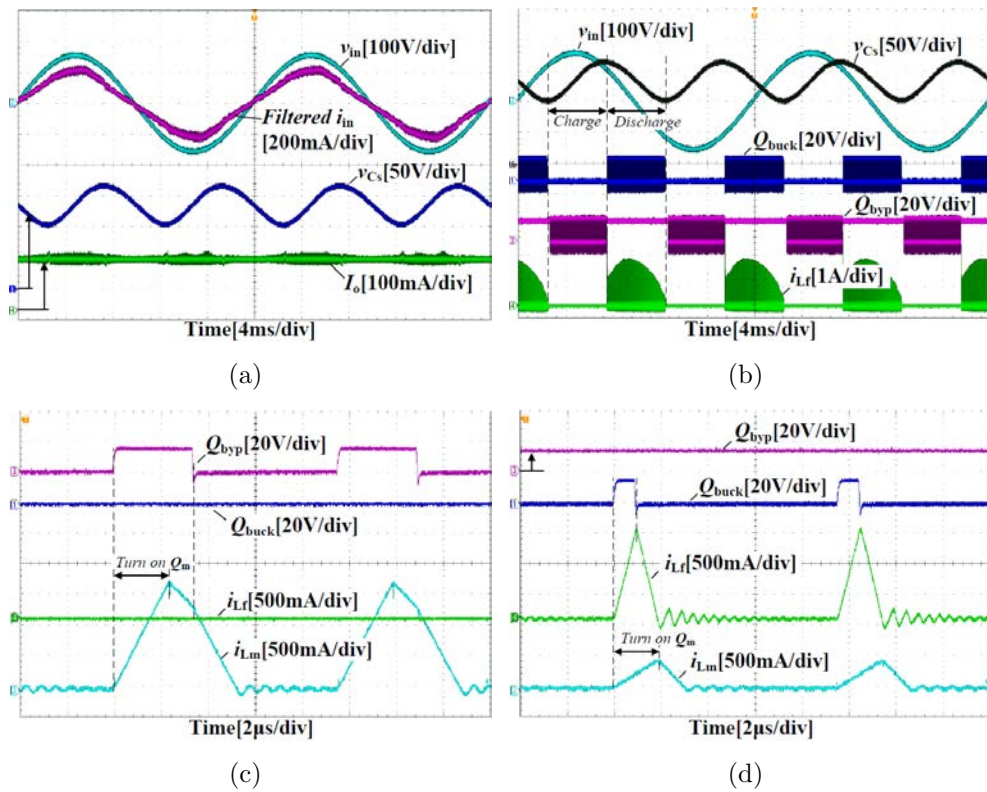 v_in[100V/div]
Filtered i_in
[200mA/div]
v_Cs[50V/div]
I_o[100mA/div]
Time[4ms/div]
(a)
v_in[100V/div]
v_Cs[50V/div]
Charge
Discharge
Q_buck[20V/div]
Q_byp[20V/div]
i_Lf[1A/div]
Time[4ms/div]
(b)
Q_byp[20V/div]
Q_buck[20V/div]
Turn on Q_m
i_Lf[500mA/div]
i_Lm[500mA/div]
Time[2μs/div]
(c)
Q_byp[20V/div]
Q_buck[20V/div]
i_Lf[500mA/div]
Turn on Q_m
i_Lm[500mA/div]
Time[2μs/div]
(d)